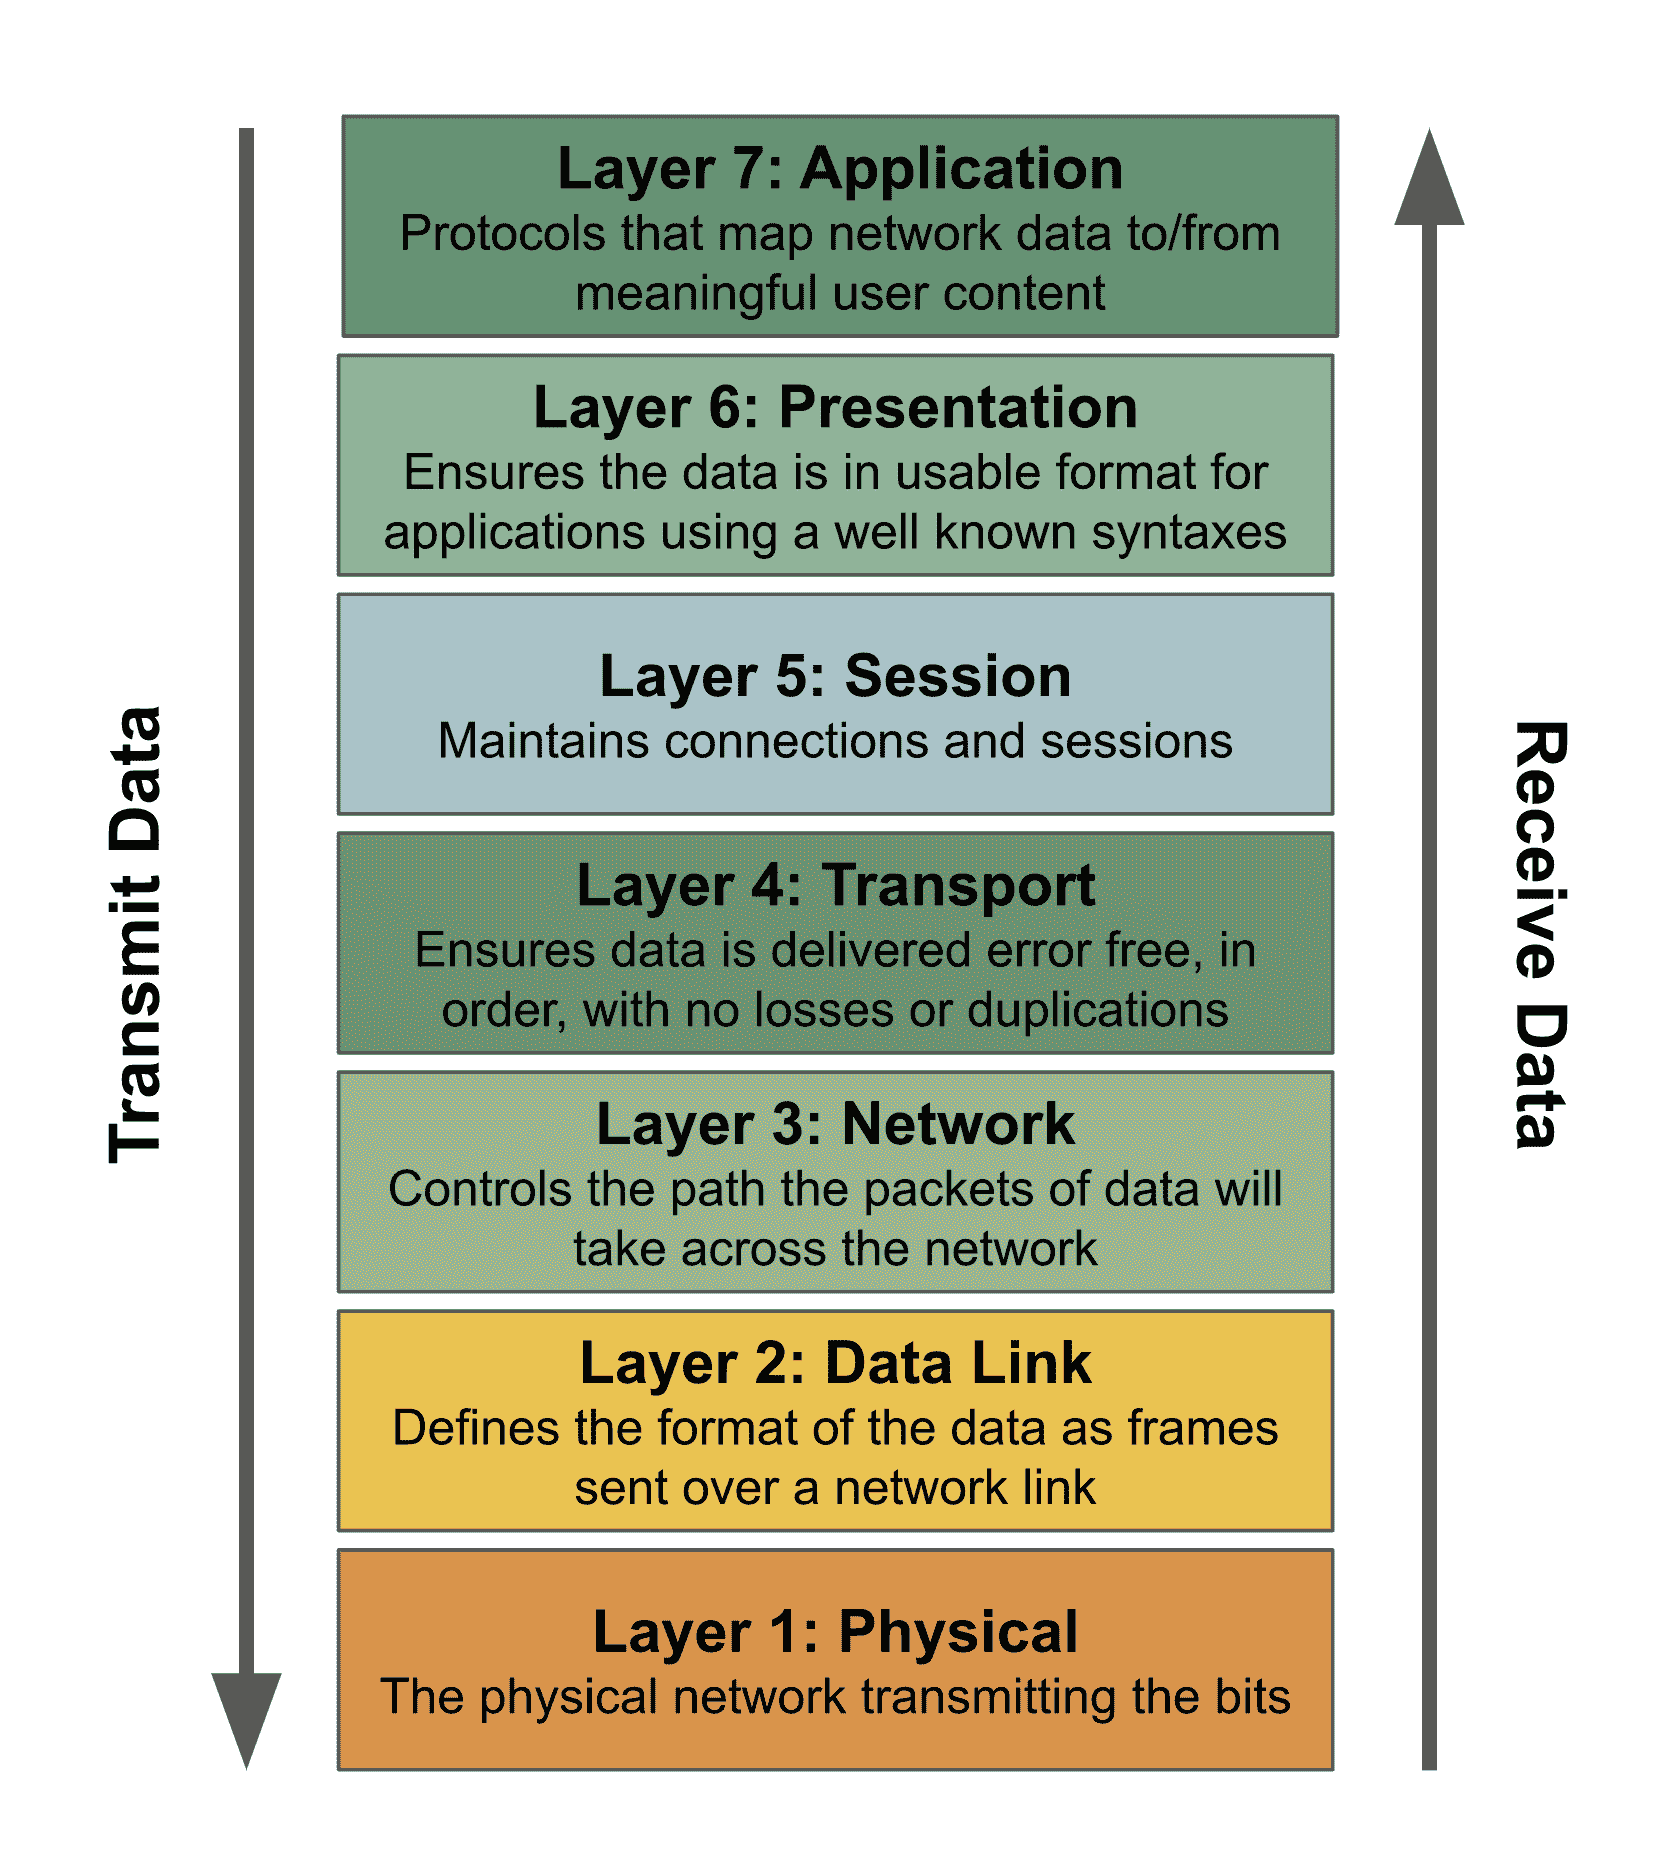 Layer 7: Application
Protocols that map network data to/from
meaningful user content
Layer 6: Presentation
Ensures the data is in usable format for
applications using a well known syntaxes
Layer 5: Session
Maintains connections and sessions
Layer 4: Transport
Ensures data is delivered error free, in
order, with no losses or duplications
Layer 3: Network
Controls the path the packets of data will
take across the network
Layer 2: Data Link
Defines the format of the data as frames
sent over a network link
Layer 1: Physical
The physical network transmitting the bits
Transmit Data
Receive Data